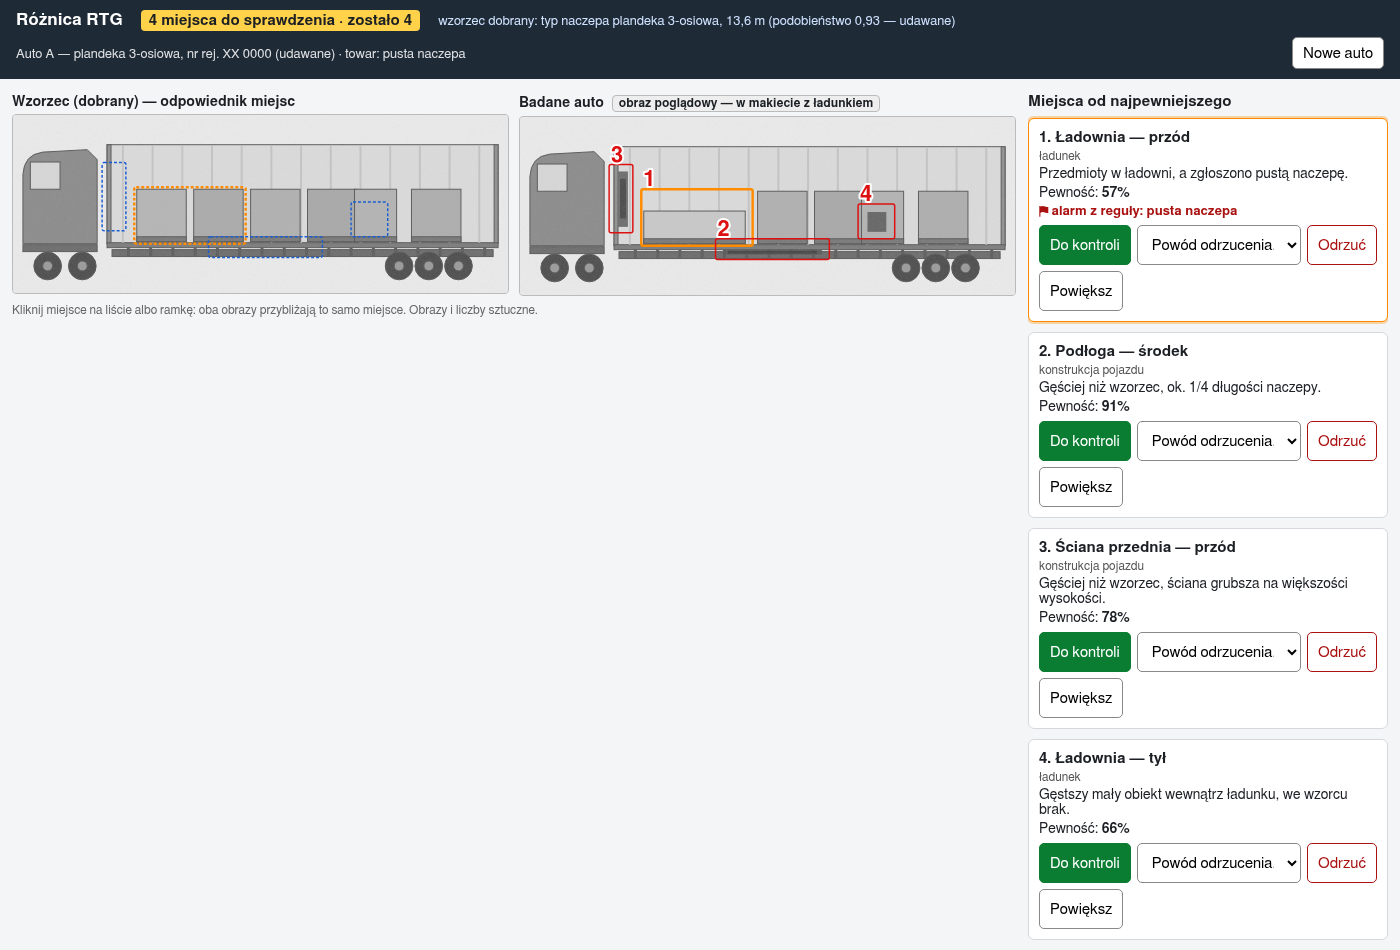 Różnica RTG
4 miejsca do sprawdzenia · zostało 4
wzorzec dobrany: typ naczepa plandeka 3-osiowa, 13,6 m (podobieństwo 0,93 — udawane)
Auto A — plandeka 3-osiowa, nr rej. XX 0000 (udawane) · towar: pusta naczepa
Nowe auto
Wzorzec (dobrany) — odpowiednik miejsc
Badane auto
obraz poglądowy — w makiecie z ładunkiem
3
1
4
2
Kliknij miejsce na liście albo ramkę: oba obrazy przybliżają to samo miejsce. Obrazy i liczby sztuczne.
Miejsca od najpewniejszego
1. Ładownia — przód
ładunek
Przedmioty w ładowni, a zgłoszono pustą naczepę.
Pewność: 57%
alarm z reguły: pusta naczepa
Do kontroli
Powód odrzucenia
Odrzuć
Powiększ
2. Podłoga — środek
konstrukcja pojazdu
Gęściej niż wzorzec, ok. 1/4 długości naczepy.
Pewność: 91%
Do kontroli
Powód odrzucenia
Odrzuć
Powiększ
3. Ściana przednia — przód
konstrukcja pojazdu
Gęściej niż wzorzec, ściana grubsza na większości
wysokości.
Pewność: 78%
Do kontroli
Powód odrzucenia
Odrzuć
Powiększ
4. Ładownia — tył
ładunek
Gęstszy mały obiekt wewnątrz ładunku, we wzorcu
brak.
Pewność: 66%
Do kontroli
Powód odrzucenia
Odrzuć
Powiększ